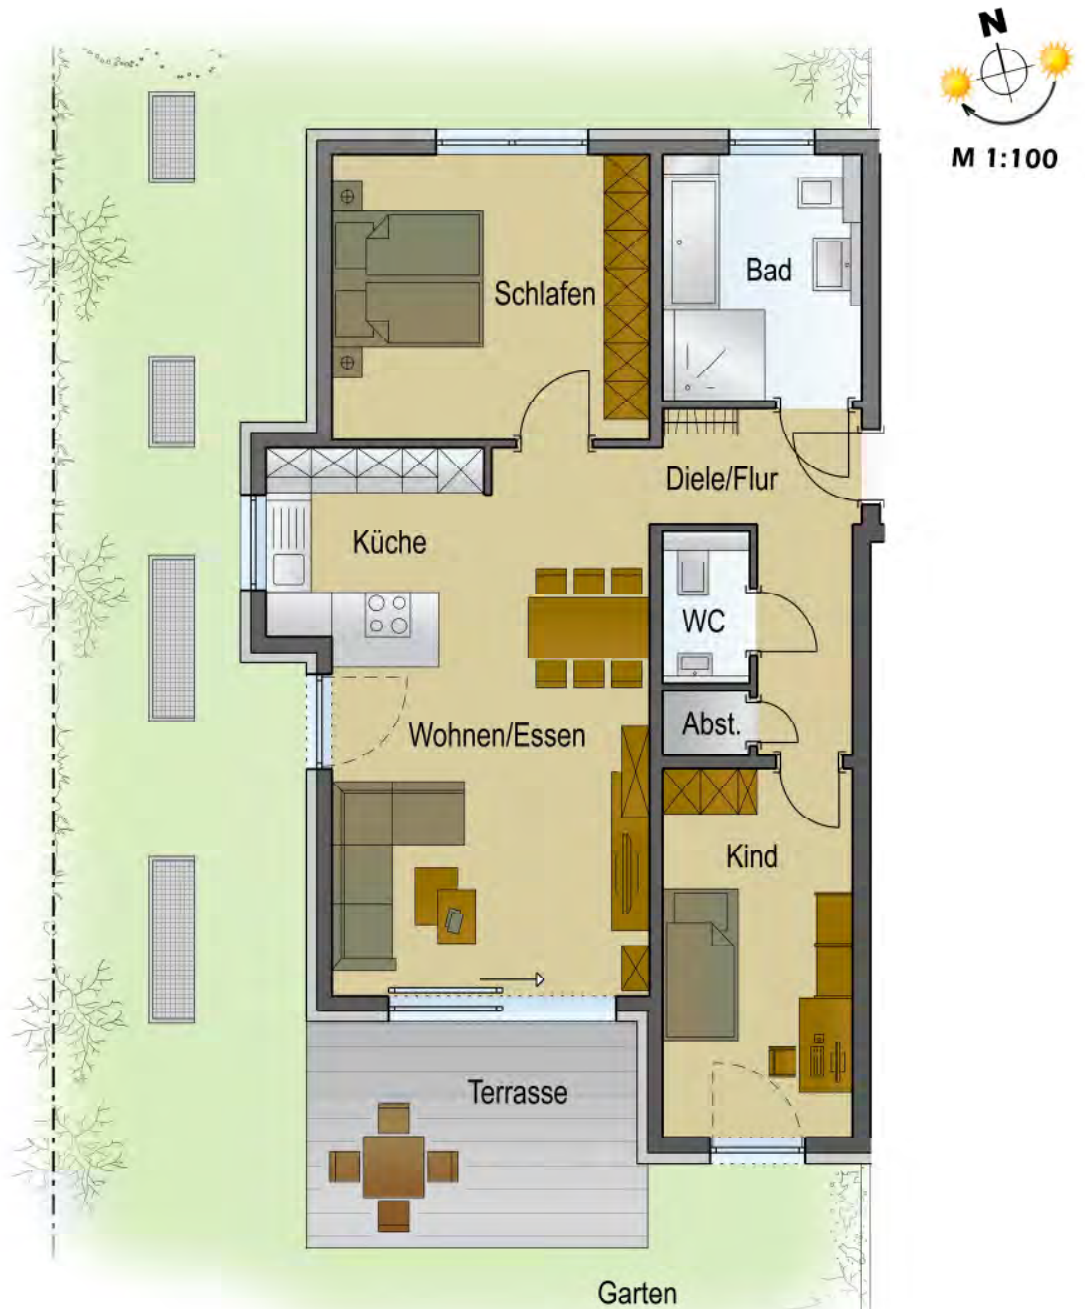 N
M 1:100
Schlafen
Bad
Diele/Flur
Küche
WC
Abst.
Wohnen/Essen
Kind
Terrasse
Garten